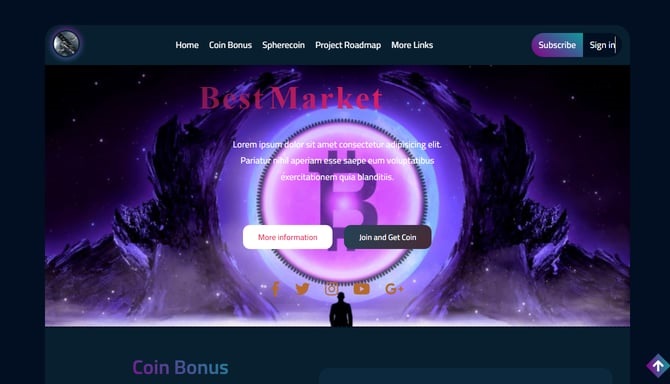 Home Coin Bonus Spherecoin Project Roadmap More Links Subscribe Sign in
Best Market
Lorem ipsum dolor sit amet consectetur adipisicing elit.
Pariatur nihil aperiam esse saepe eum voluptatibus
exercitationem quia blanditiis.
More information Join and Get Coin
Coin Bonus